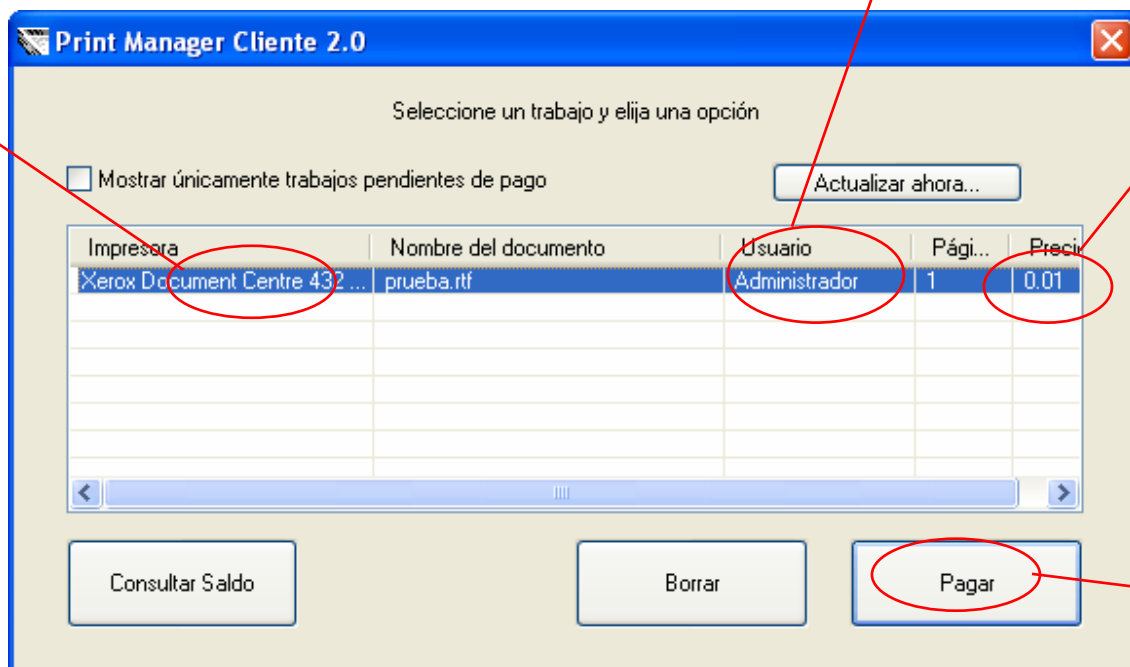 Print Manager Cliente 2.0
Seleccione un trabajo y elija una opción
Mostrar únicamente trabajos pendientes de pago
Actualizar ahora...
Impresora Nombre del documento Usuario Pági... Precio
Xerox Document Centre 432 ... prueba.rtf Administrador 1 0.01
Consultar Saldo Borrar Pagar